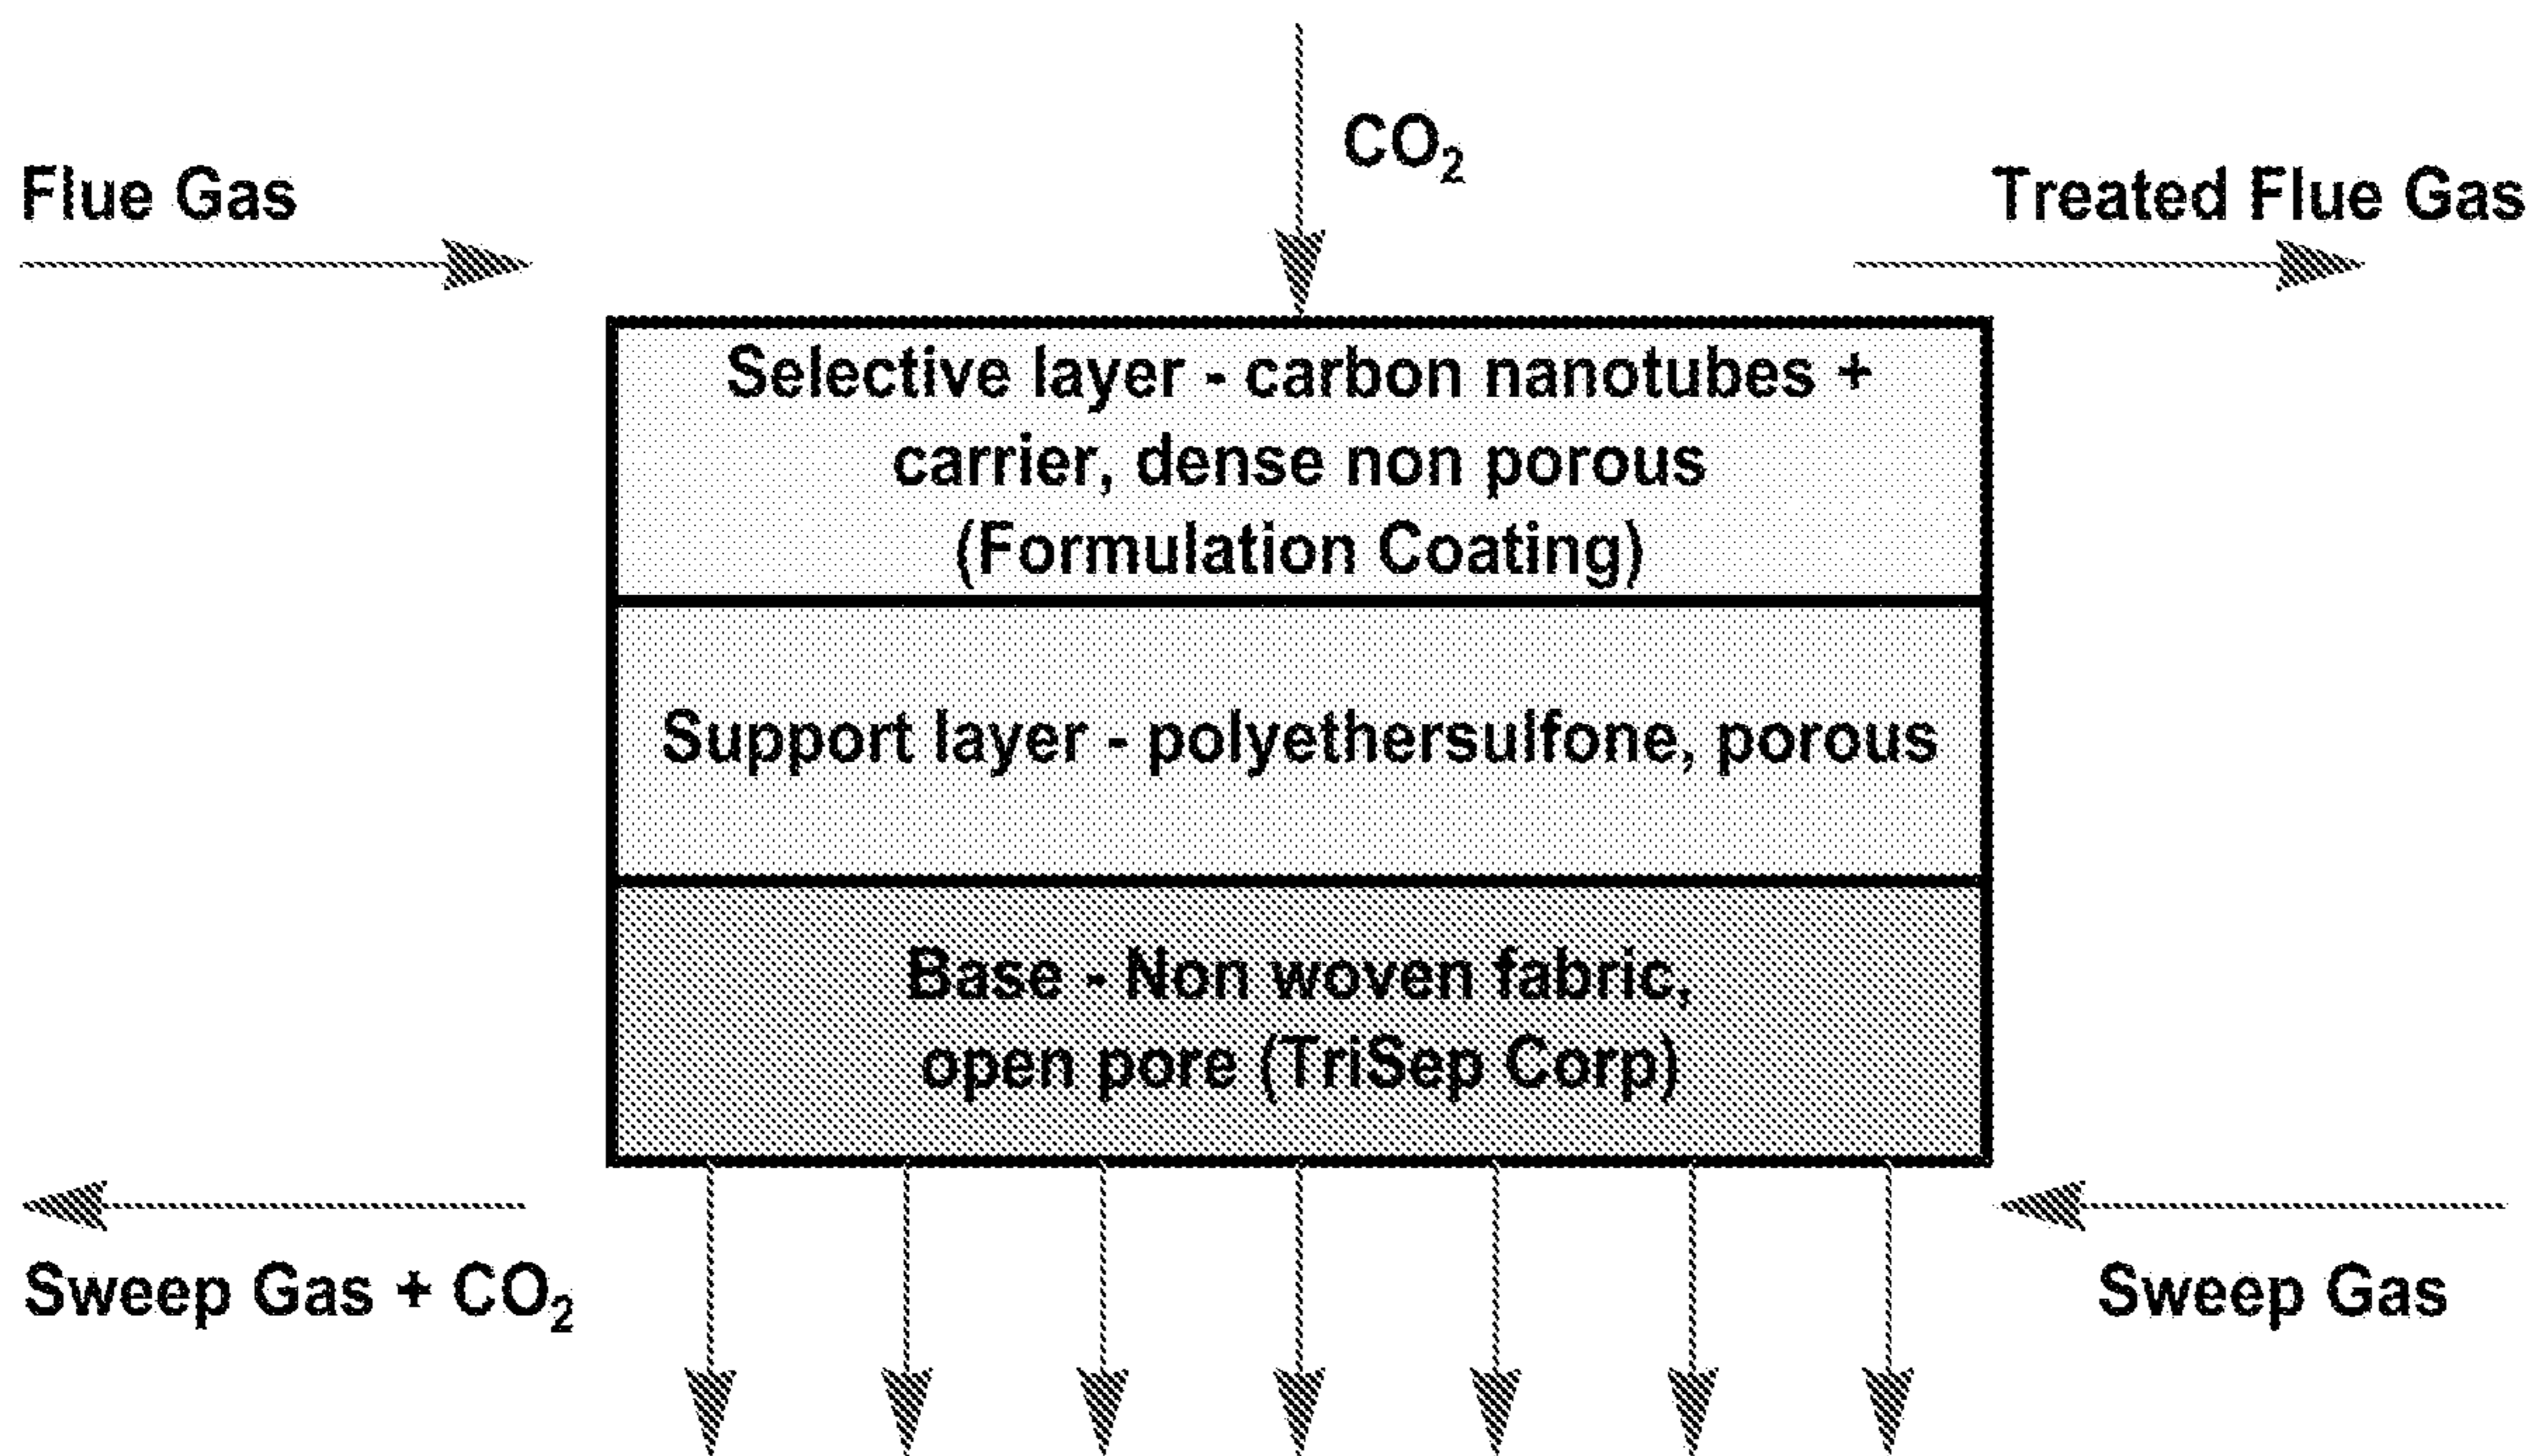 CO₂
Flue Gas
Treated Flue Gas
Selective layer - carbon nanotubes +
carrier, dense non porous
(Formulation Coating)
Support layer - polyethersulfone, porous
Base - Non woven fabric,
open pore (TriSep Corp)
Sweep Gas + CO₂
Sweep Gas